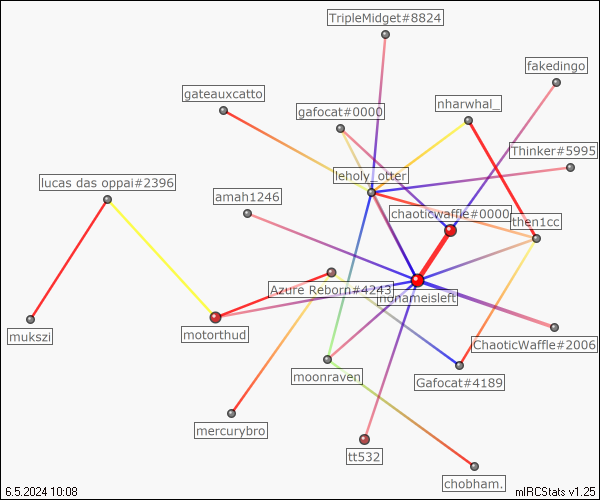 TripleMidget#8824
fakedingo
gateauxcatto
nharwhal_
gafocat#0000
Thinker#5995
leholy_otter
lucas das oppai#2396
amah1246
chaoticwaffle#0000
then1cc
Azure Reborn#4243
nonameisleft
motorthud
mukszi
ChaoticWaffle#2006
moonraven
Gafocat#4189
mercurybro
tt532
chobham.
6.5.2024 10:08
mIRCStats v1.25